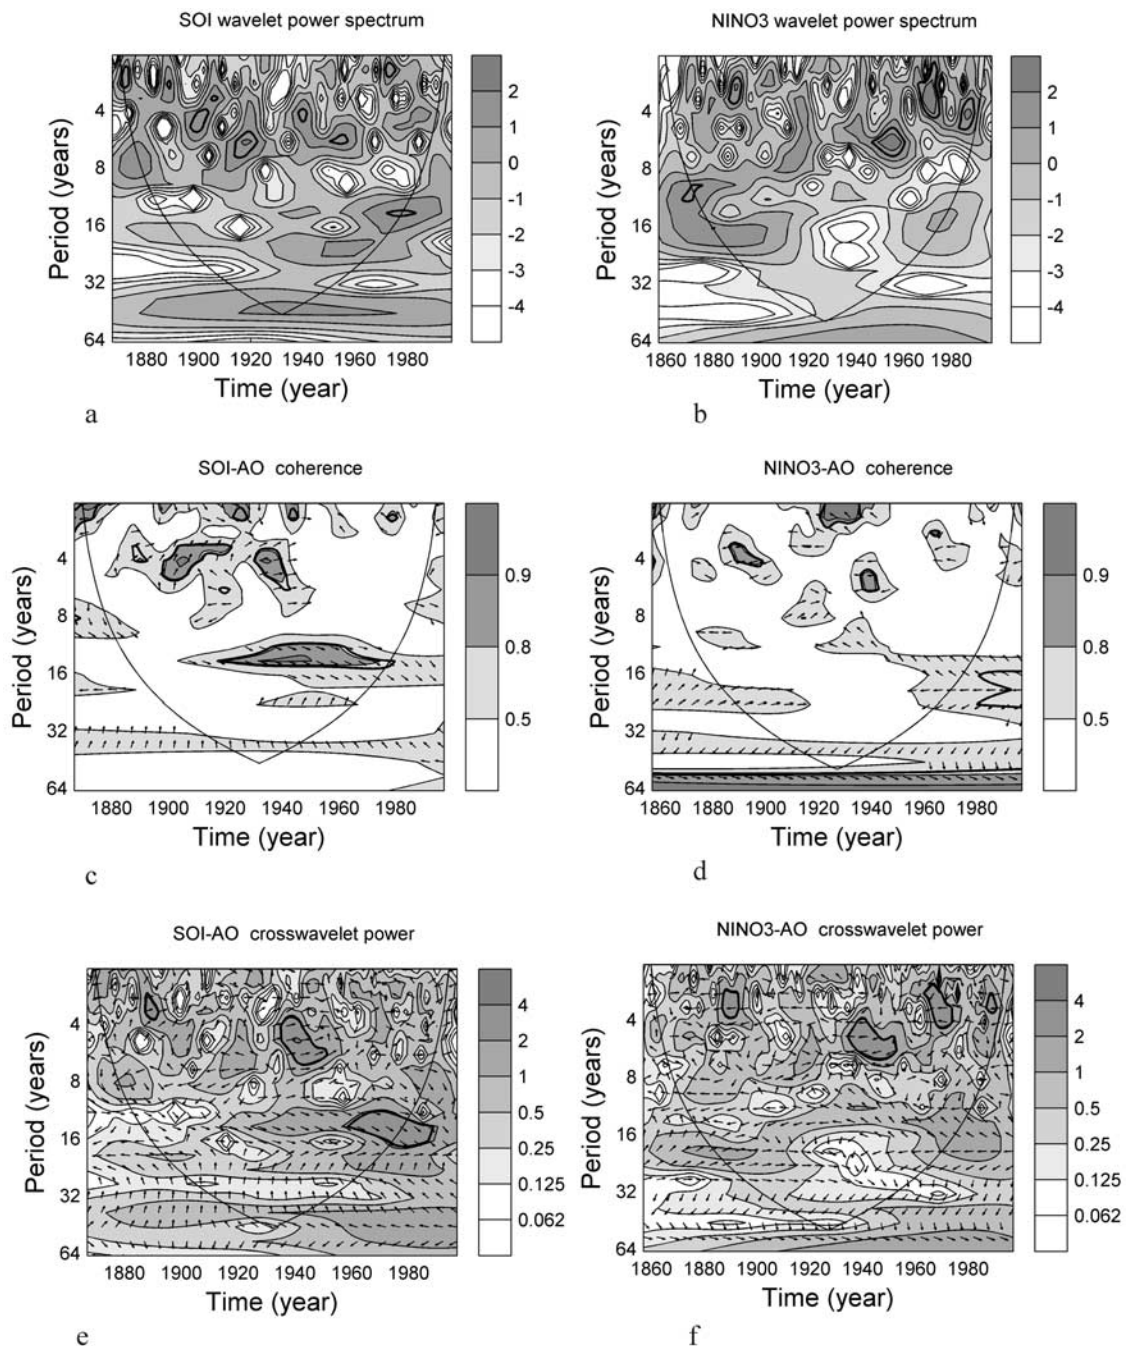 SOI wavelet power spectrum
Period (years)
4
8
16
32
64
1880 1900 1920 1940 1960 1980
Time (year)
2
1
0
-1
-2
-3
-4
a
NINO3 wavelet power spectrum
Period (years)
4
8
16
32
64
1860 1880 1900 1920 1940 1960 1980
Time (year)
2
1
0
-1
-2
-3
-4
b
SOI-AO coherence
Period (years)
4
8
16
32
64
1880 1900 1920 1940 1960 1980
Time (year)
0.9
0.8
0.5
c
NINO3-AO coherence
Period (years)
4
8
16
32
64
1860 1880 1900 1920 1940 1960 1980
Time (year)
0.9
0.8
0.5
d
SOI-AO crosswavelet power
Period (years)
4
8
16
32
64
1880 1900 1920 1940 1960 1980
Time (year)
4
2
1
0.5
0.25
0.125
0.062
e
NINO3-AO crosswavelet power
Period (years)
4
8
16
32
64
1860 1880 1900 1920 1940 1960 1980
Time (year)
4
2
1
0.5
0.25
0.125
0.062
f